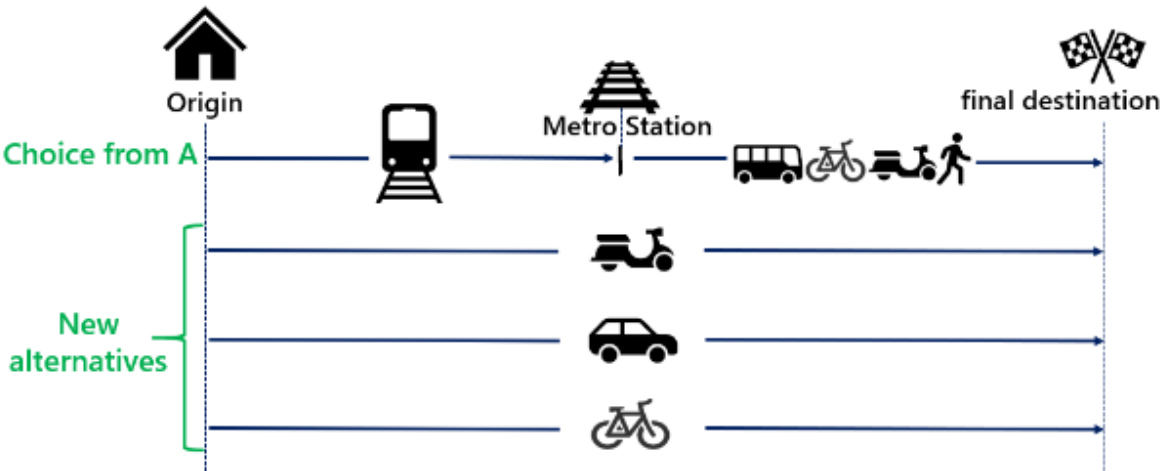 Origin
Metro Station
final destination
Choice from A
New
alternatives